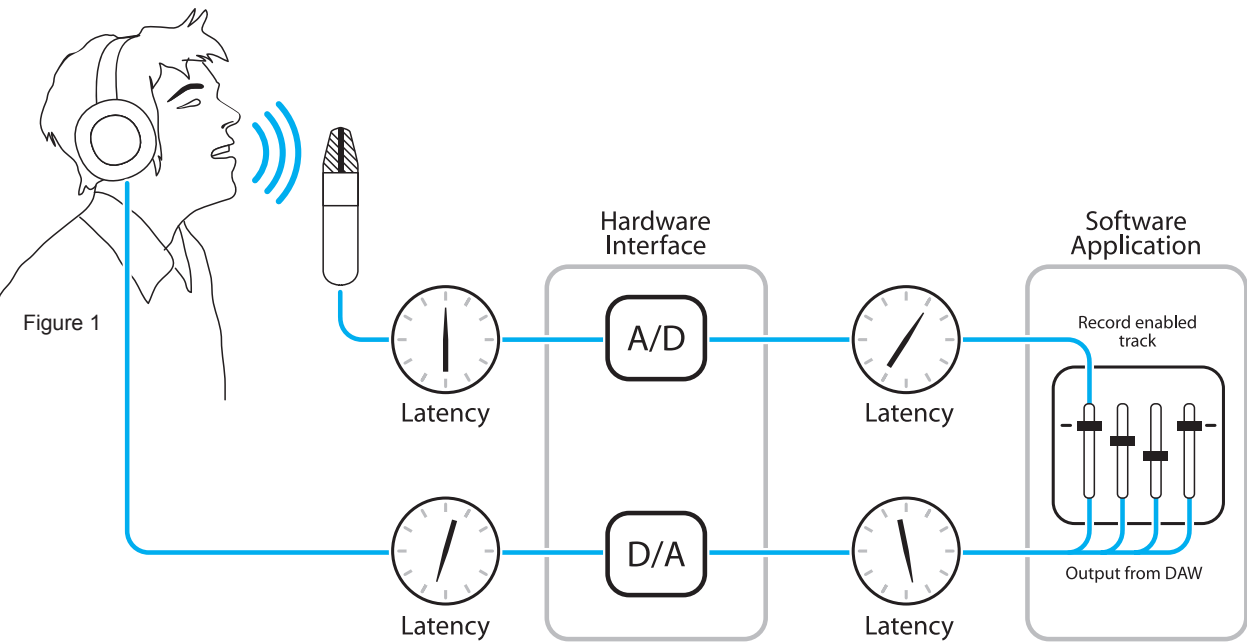 Hardware
Interface
Software
Application
Figure 1
A/D
Record enabled
track
Latency
Latency
D/A
Output from DAW
Latency
Latency